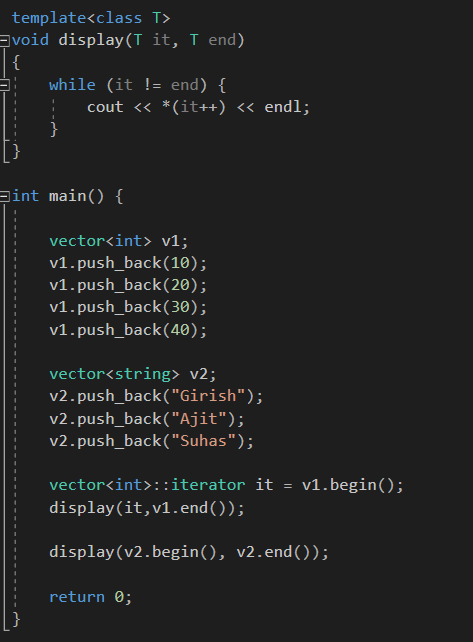 template<class T>
void display(T it, T end)
{
    while (it != end) {
        cout << *(it++) << endl;
    }
}
int main() {
    vector<int> v1;
    v1.push_back(10);
    v1.push_back(20);
    v1.push_back(30);
    v1.push_back(40);
    vector<string> v2;
    v2.push_back("Girish");
    v2.push_back("Ajit");
    v2.push_back("Suhas");
    vector<int>::iterator it = v1.begin();
    display(it,v1.end());
    display(v2.begin(), v2.end());
    return 0;
}